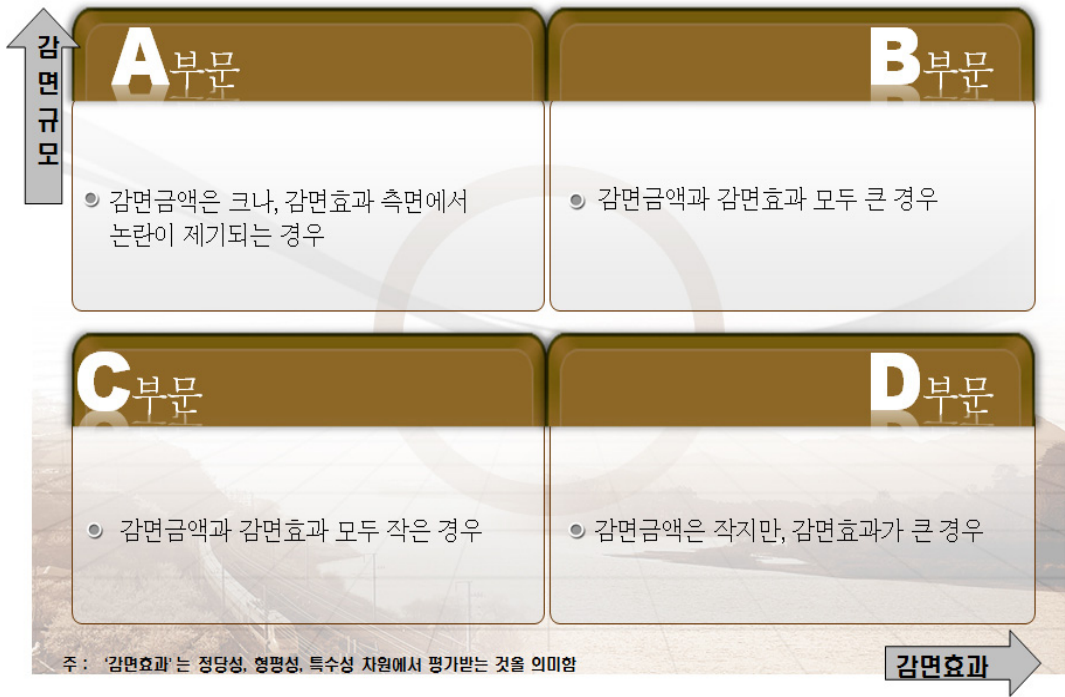 감면규모
A부문
B부문
감면금액은 크나, 감면효과 측면에서
논란이 제기되는 경우
감면금액과 감면효과 모두 큰 경우
C부문
D부문
감면금액과 감면효과 모두 작은 경우
감면금액은 작지만, 감면효과가 큰 경우
주 : '감면효과'는 정당성, 형평성, 특수성 차원에서 평가받는 것을 의미함
감면효과